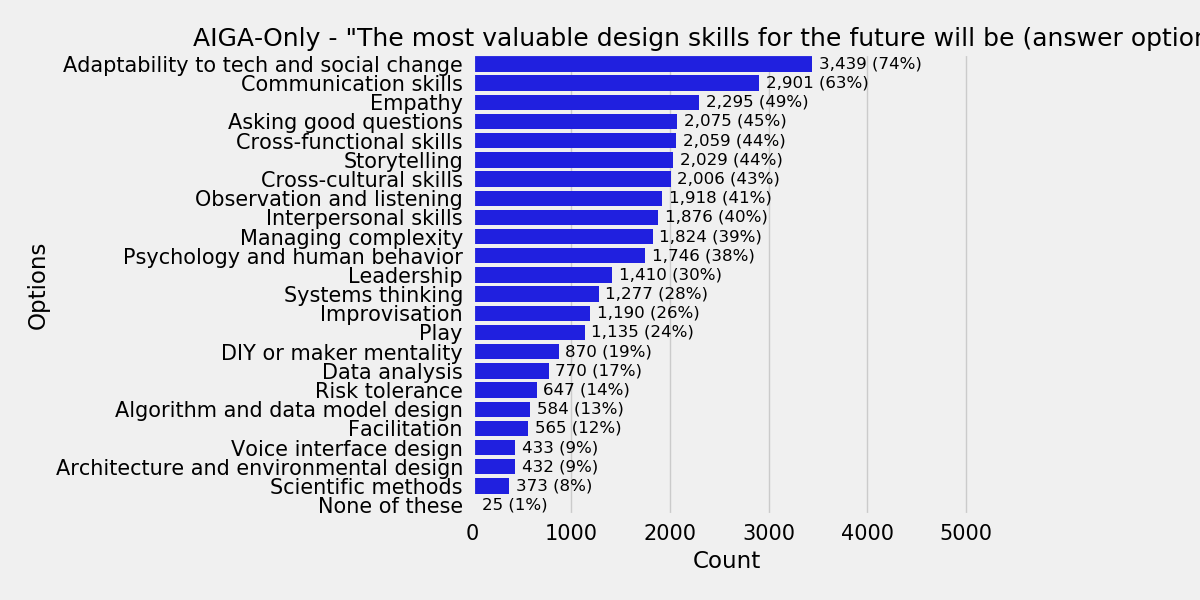 AIGA-Only - "The most valuable design skills for the future will be (answer
Adaptability to tech and social change 3,439 (74%)
Communication skills 2,901 (63%)
Empathy 2,295 (49%)
Asking good questions 2,075 (45%)
Cross-functional skills 2,059 (44%)
Storytelling 2,029 (44%)
Cross-cultural skills 2,006 (43%)
Observation and listening 1,918 (41%)
Interpersonal skills 1,876 (40%)
Managing complexity 1,824 (39%)
Psychology and human behavior 1,746 (38%)
Leadership 1,410 (30%)
Systems thinking 1,277 (28%)
Improvisation 1,190 (26%)
Play 1,135 (24%)
DIY or maker mentality 870 (19%)
Data analysis 770 (17%)
Risk tolerance 647 (14%)
Algorithm and data model design 584 (13%)
Facilitation 565 (12%)
Voice interface design 433 (9%)
Architecture and environmental design 432 (9%)
Scientific methods 373 (8%)
None of these 25 (1%)
Options
0 1000 2000 3000 4000 5000
Count